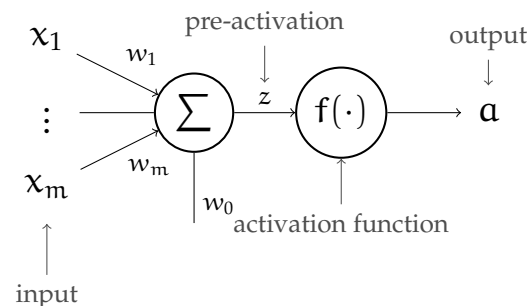 pre-activation
output
x₁
w₁
∑
z
f(·)
a
⋮
wₘ
xₘ
w₀
activation function
input